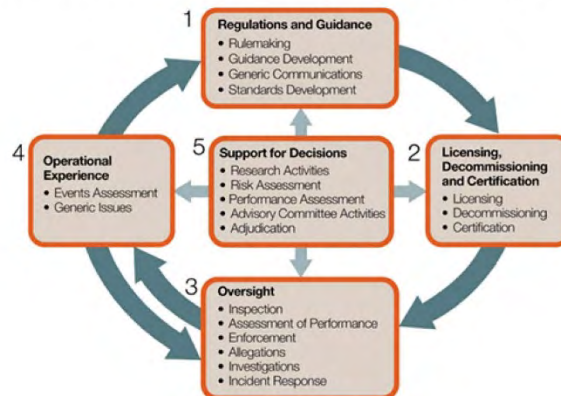 1
Regulations and Guidance
• Rulemaking
• Guidance Development
• Generic Communications
• Standards Development
4
Operational
Experience
• Events Assessment
• Generic Issues
5
Support for Decisions
• Research Activities
• Risk Assessment
• Performance Assessment
• Advisory Committee Activities
• Adjudication
2
Licensing,
Decommissioning
and Certification
• Licensing
• Decommissioning
• Certification
3
Oversight
• Inspection
• Assessment of Performance
• Enforcement
• Allegations
• Investigations
• Incident Response